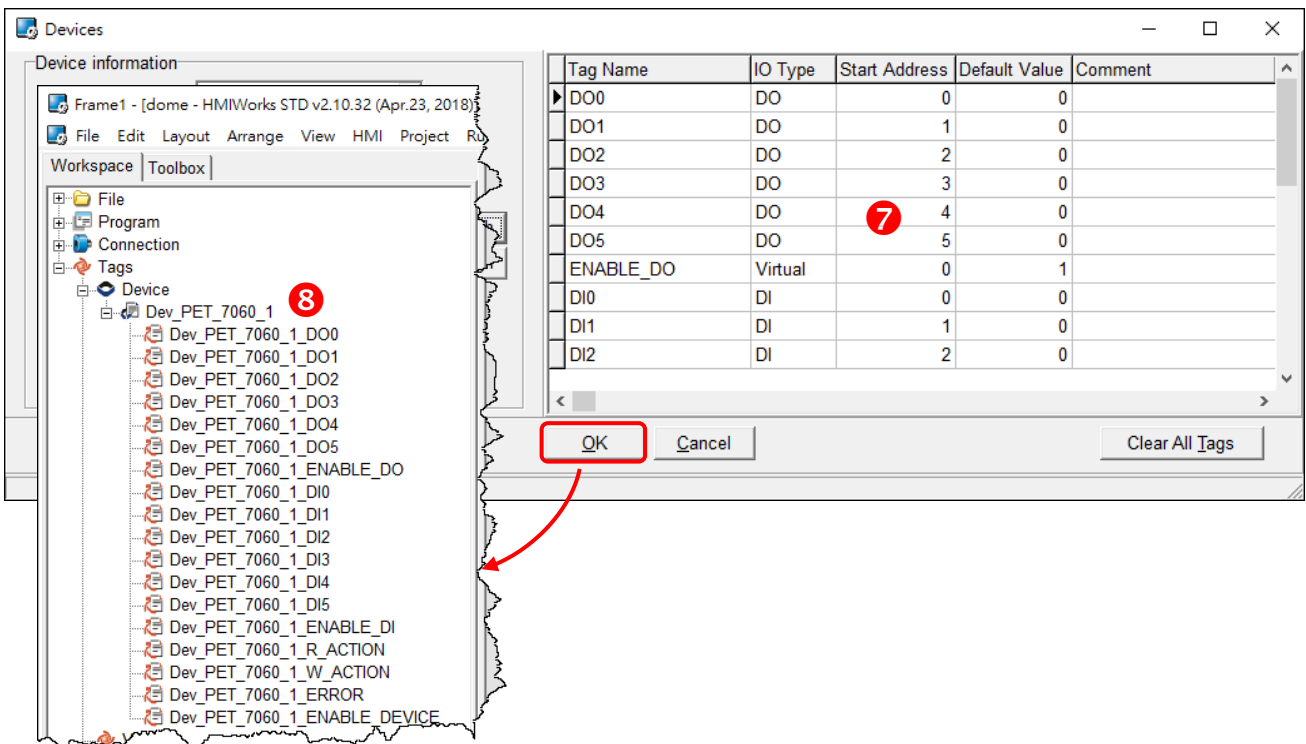 Devices
Device information
Frame1 - [dome - HMIWorks STD v2.10.32 (Apr.23, 2018)
File Edit Layout Arrange View HMI Project
Workspace Toolbox
File
Program
Connection
Tags
Device
Dev_PET_7060_1
Dev_PET_7060_1_DO0
Dev_PET_7060_1_DO1
Dev_PET_7060_1_DO2
Dev_PET_7060_1_DO3
Dev_PET_7060_1_DO4
Dev_PET_7060_1_DO5
Dev_PET_7060_1_ENABLE_DO
Dev_PET_7060_1_DI0
Dev_PET_7060_1_DI1
Dev_PET_7060_1_DI2
Dev_PET_7060_1_DI3
Dev_PET_7060_1_DI4
Dev_PET_7060_1_DI5
Dev_PET_7060_1_ENABLE_DI
Dev_PET_7060_1_R_ACTION
Dev_PET_7060_1_W_ACTION
Dev_PET_7060_1_ERROR
Dev_PET_7060_1_ENABLE_DEVICE
8
Tag Name IO Type Start Address Default Value Comment
DO0 DO 0 0
DO1 DO 1 0
DO2 DO 2 0
DO3 DO 3 0
DO4 DO 4 0
DO5 DO 5 0
ENABLE_DO Virtual 0 1
DI0 DI 0 0
DI1 DI 1 0
DI2 DI 2 0
7
OK Cancel Clear All Tags